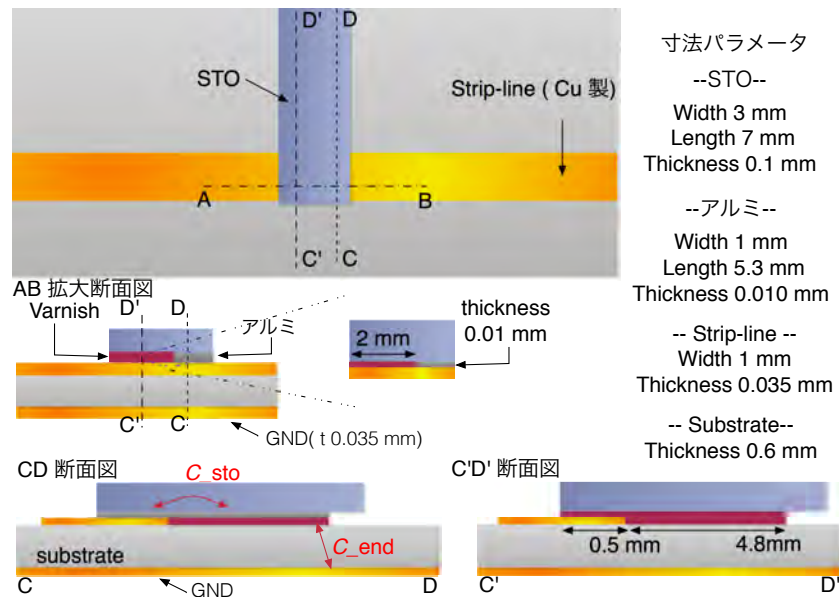 D'
D
STO
Strip-line ( Cu 製)
A
B
C'
C
寸法パラメータ
--STO--
Width 3 mm
Length 7 mm
Thickness 0.1 mm
--アルミ--
Width 1 mm
Length 5.3 mm
Thickness 0.010 mm
-- Strip-line --
Width 1 mm
Thickness 0.035 mm
-- Substrate--
Thickness 0.6 mm
AB 拡大断面図
D'
D
Varnish
アルミ
C'
C
GND( t 0.035 mm)
2 mm
thickness
0.01 mm
CD 断面図
C_sto
C_end
substrate
C
GND
D
C'D' 断面図
0.5 mm
4.8mm
C'
D'